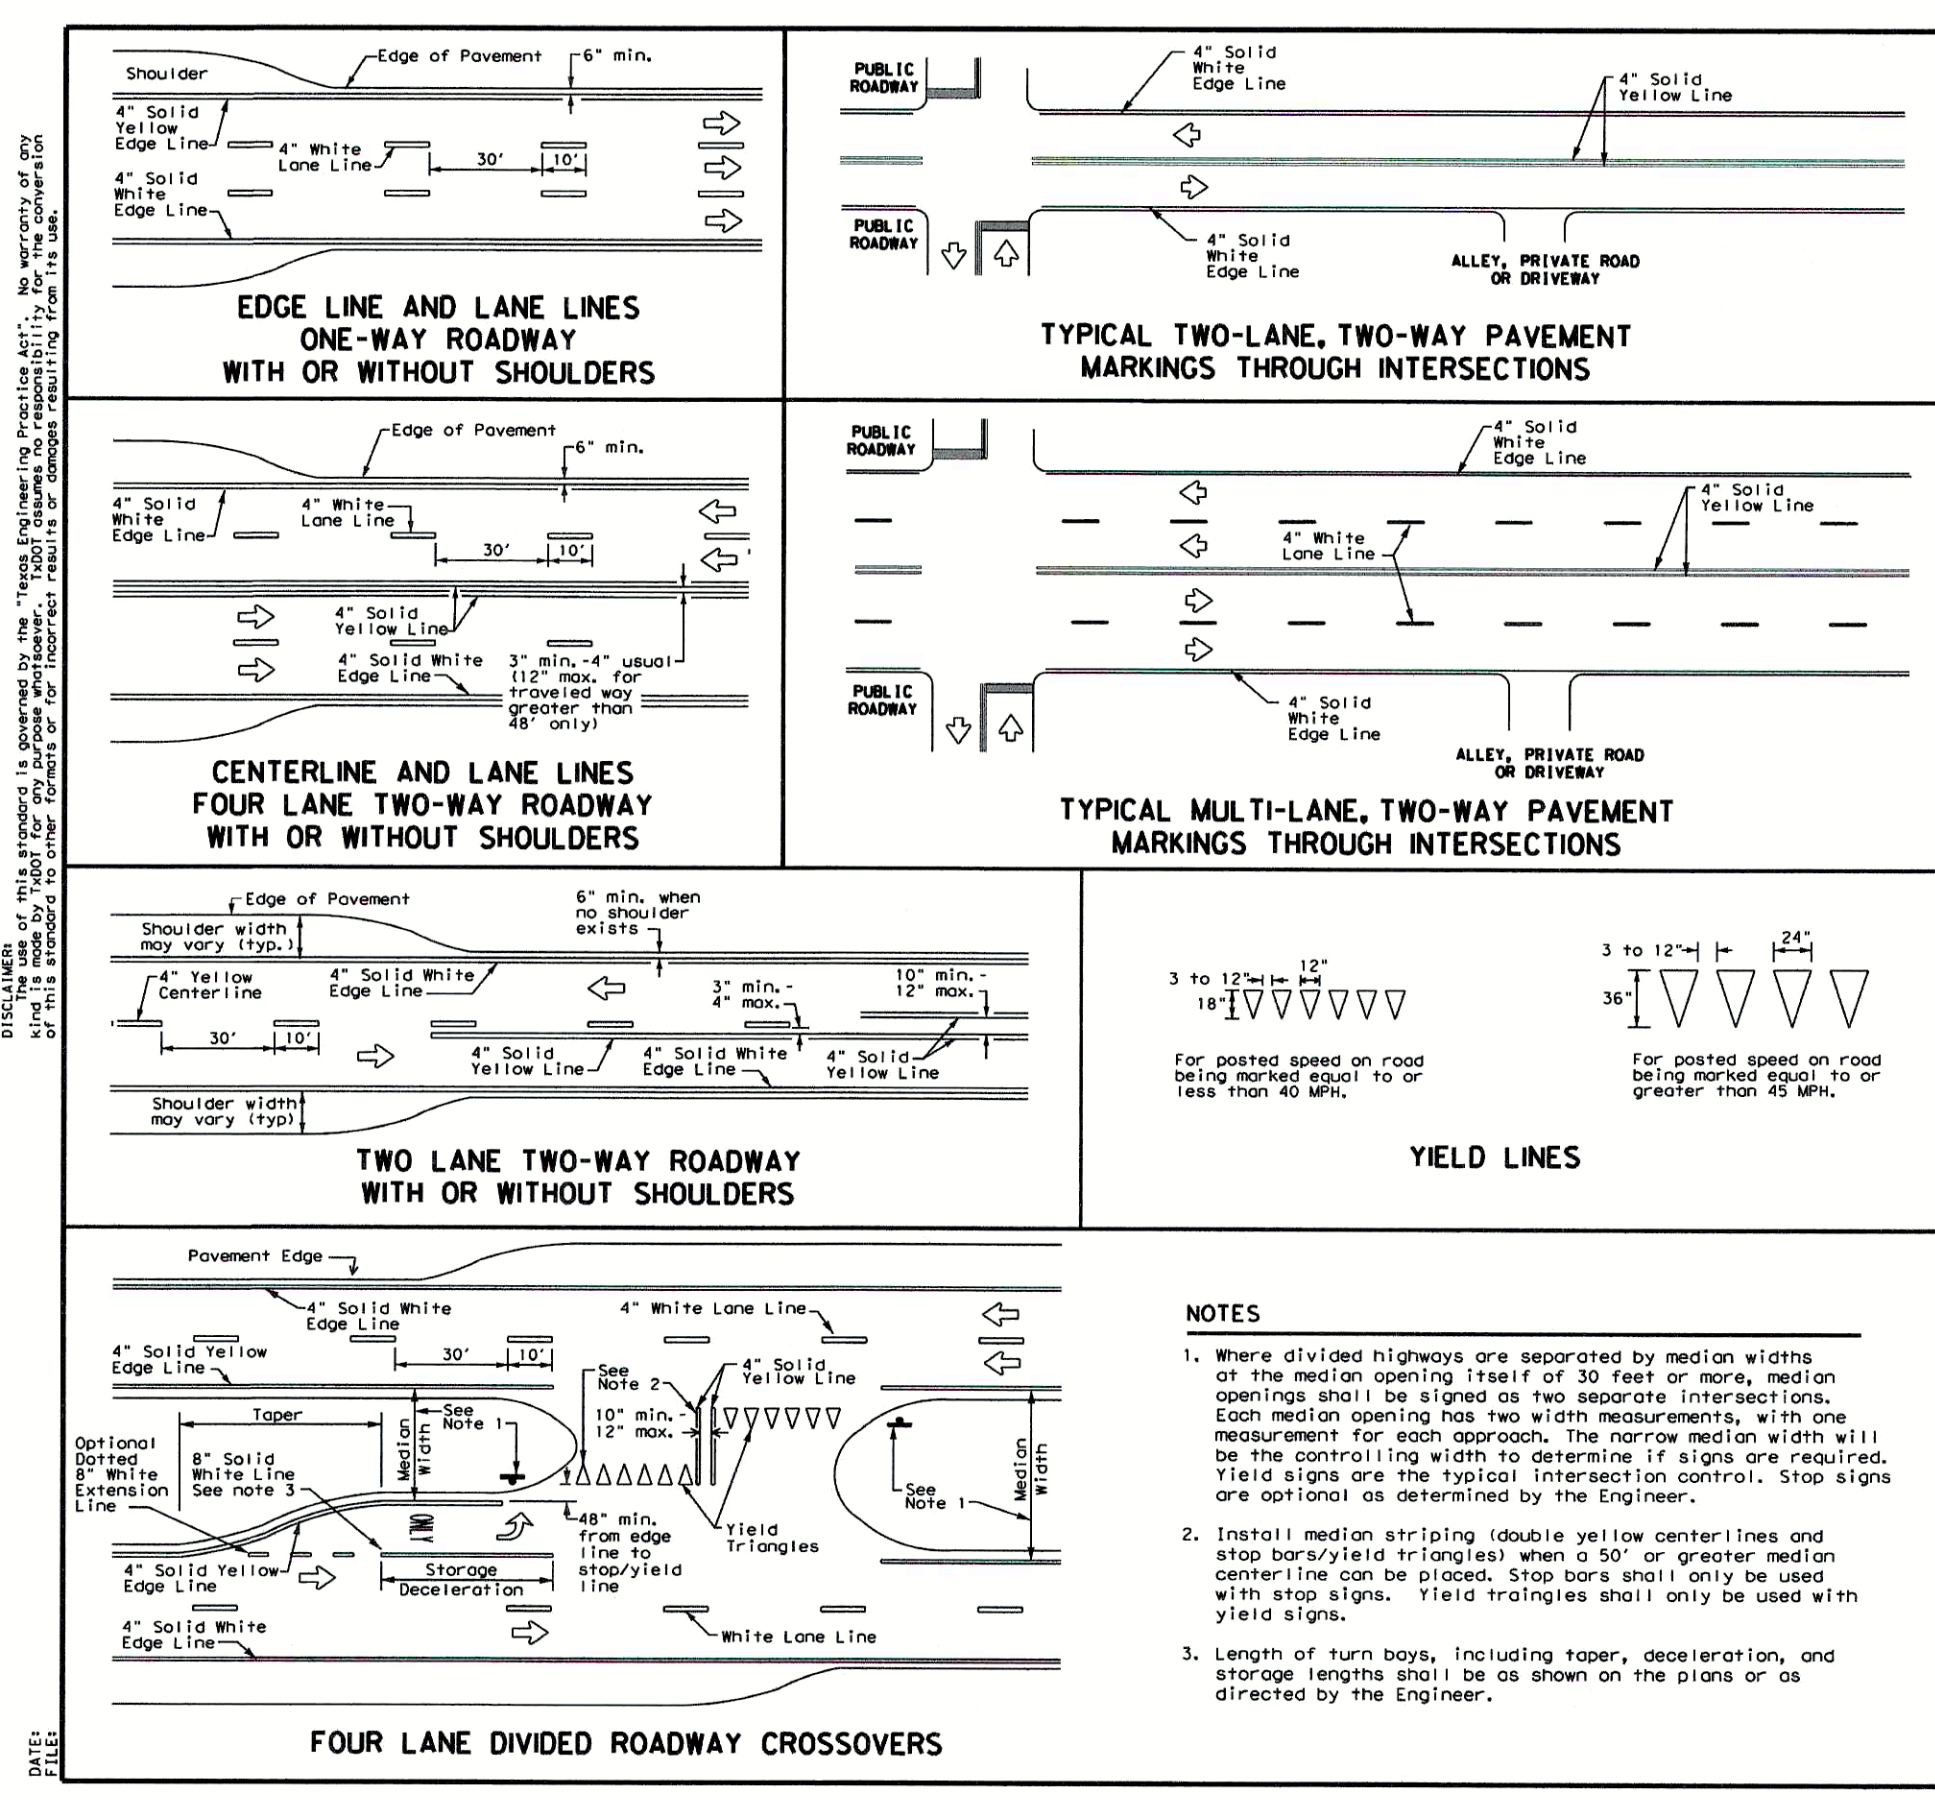 DISCLAIMER:
The use of this standard is governed by the "Texas Engineering Practice Act". No warranty of any
kind is made by TxDOT for any purpose whatsoever. TxDOT assumes no responsibility for the conversion
of this standard to other formats or for incorrect results or damages resulting from its use.
DATE:
FILE:
Shoulder
Edge of Pavement
6" min.
4" Solid
Yellow
Edge Line
4" White
Lane Line
30'
10'
4" Solid
White
Edge Line
EDGE LINE AND LANE LINES
ONE-WAY ROADWAY
WITH OR WITHOUT SHOULDERS
PUBLIC
ROADWAY
4" Solid
White
Edge Line
4" Solid
Yellow Line
PUBLIC
ROADWAY
4" Solid
White
Edge Line
ALLEY, PRIVATE ROAD
OR DRIVEWAY
TYPICAL TWO-LANE, TWO-WAY PAVEMENT
MARKINGS THROUGH INTERSECTIONS
Edge of Pavement
6" min.
4" Solid
White
Edge Line
4" White
Lane Line
30'
10'
4" Solid
Yellow Line
4" Solid White
Edge Line
3" min.-4" usual
(12" max. for
traveled way
greater than
48' only)
CENTERLINE AND LANE LINES
FOUR LANE TWO-WAY ROADWAY
WITH OR WITHOUT SHOULDERS
PUBLIC
ROADWAY
4" Solid
White
Edge Line
4" Solid
Yellow Line
4" White
Lane Line
PUBLIC
ROADWAY
4" Solid
White
Edge Line
ALLEY, PRIVATE ROAD
OR DRIVEWAY
TYPICAL MULTI-LANE, TWO-WAY PAVEMENT
MARKINGS THROUGH INTERSECTIONS
Edge of Pavement
Shoulder width
may vary (typ.)
6" min. when
no shoulder
exists
4" Yellow
Centerline
4" Solid White
Edge Line
3" min.-
4" max.
10" min.-
12" max.
30'
10'
4" Solid
Yellow Line
4" Solid White
Edge Line
4" Solid
Yellow Line
Shoulder width
may vary (typ)
TWO LANE TWO-WAY ROADWAY
WITH OR WITHOUT SHOULDERS
3 to 12"
12"
18"
For posted speed on road
being marked equal to or
less than 40 MPH.
3 to 12"
24"
36"
For posted speed on road
being marked equal to or
greater than 45 MPH.
YIELD LINES
Pavement Edge
4" Solid White
Edge Line
4" White Lane Line
4" Solid Yellow
Edge Line
30'
10'
See
Note 2
4" Solid
Yellow Line
Taper
Median
Width
See
Note 1
10" min.-
12" max.
Optional
Dotted
8" White
Extension
Line
8" Solid
White Line
See note 3
ONLY
See
Note 1
Median
Width
48" min.
from edge
line to
stop/yield
line
Yield
Triangles
4" Solid Yellow
Edge Line
Storage
Deceleration
4" Solid White
Edge Line
White Lane Line
FOUR LANE DIVIDED ROADWAY CROSSOVERS
NOTES
1. Where divided highways are separated by median widths
at the median opening itself of 30 feet or more, median
openings shall be signed as two separate intersections.
Each median opening has two width measurements, with one
measurement for each approach. The narrow median width will
be the controlling width to determine if signs are required.
Yield signs are the typical intersection control. Stop signs
are optional as determined by the Engineer.
2. Install median striping (double yellow centerlines and
stop bars/yield triangles) when a 50' or greater median
centerline can be placed. Stop bars shall only be used
with stop signs. Yield traingles shall only be used with
yield signs.
3. Length of turn bays, including taper, deceleration, and
storage lengths shall be as shown on the plans or as
directed by the Engineer.